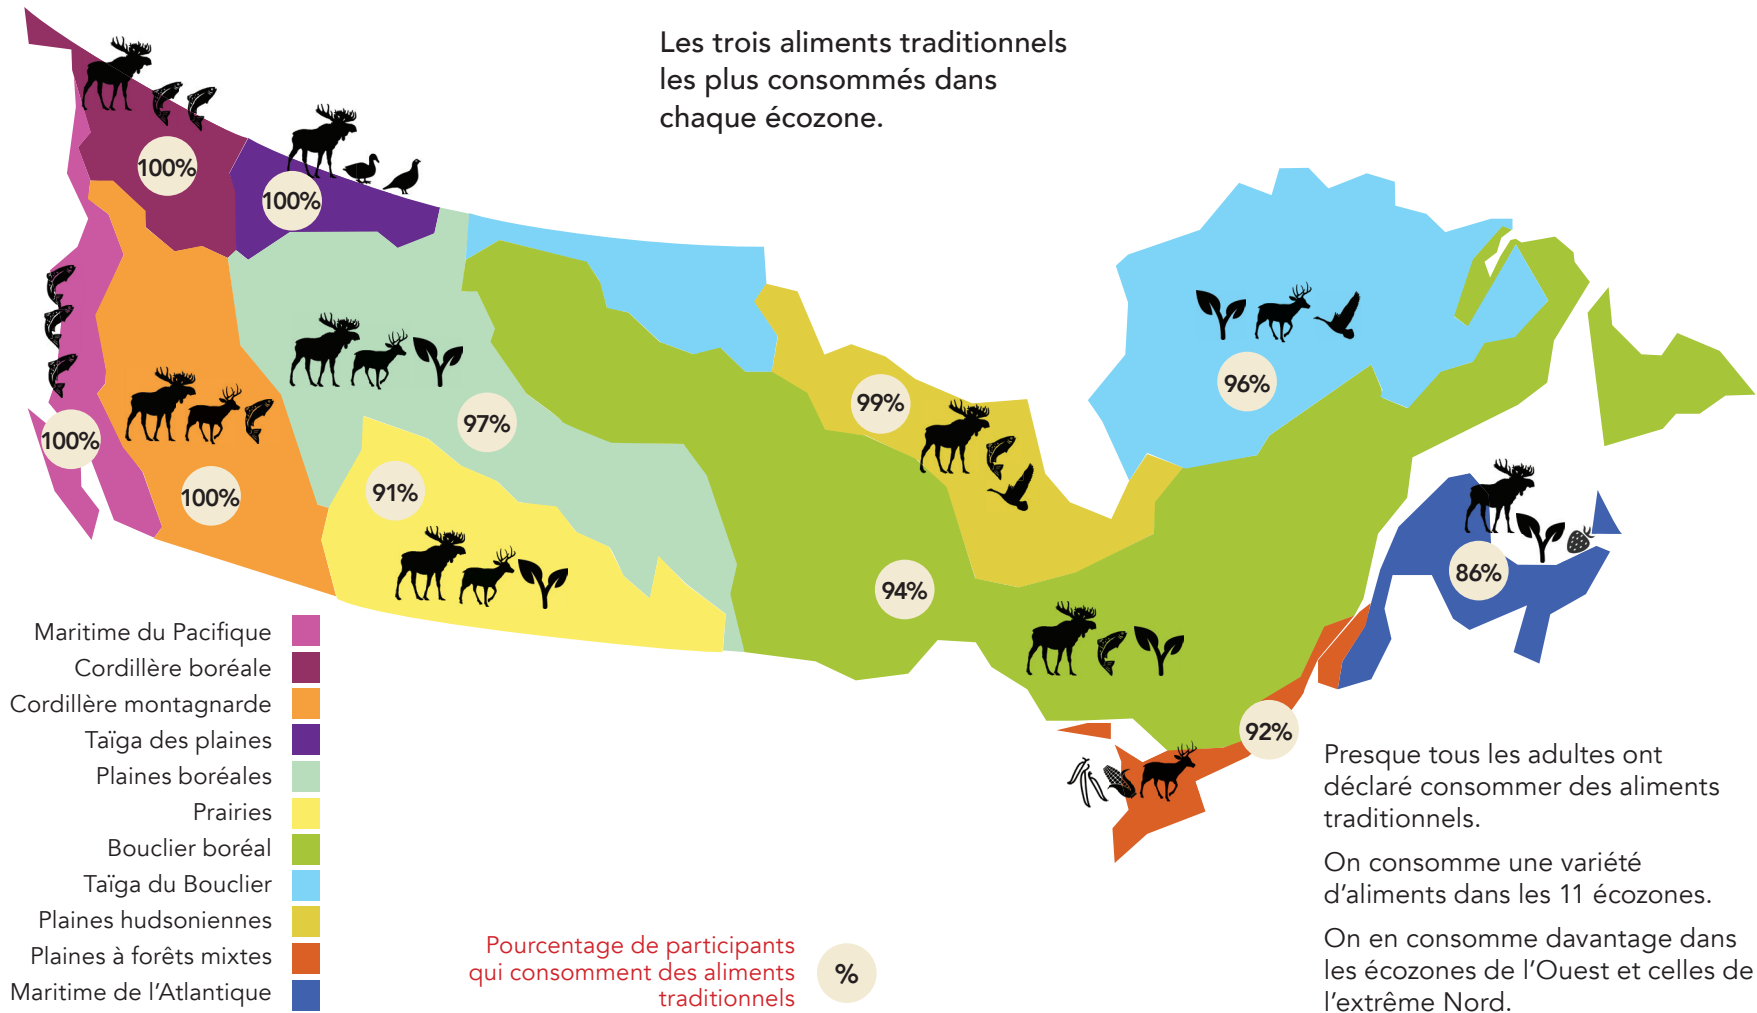 Les trois aliments traditionnels
les plus consommés dans
chaque écozone.
100%
100%
100%
100%
97%
91%
99%
96%
94%
86%
92%
Maritime du Pacifique
Cordillère boréale
Cordillère montagnarde
Taïga des plaines
Plaines boréales
Prairies
Bouclier boréal
Taïga du Bouclier
Plaines hudsoniennes
Plaines à forêts mixtes
Maritime de l'Atlantique
Pourcentage de participants
qui consomment des aliments
traditionnels
%
Presque tous les adultes ont
déclaré consommer des aliments
traditionnels.
On consomme une variété
d'aliments dans les 11 écozones.
On en consomme davantage dans
les écozones de l'Ouest et celles de
l'extrême Nord.